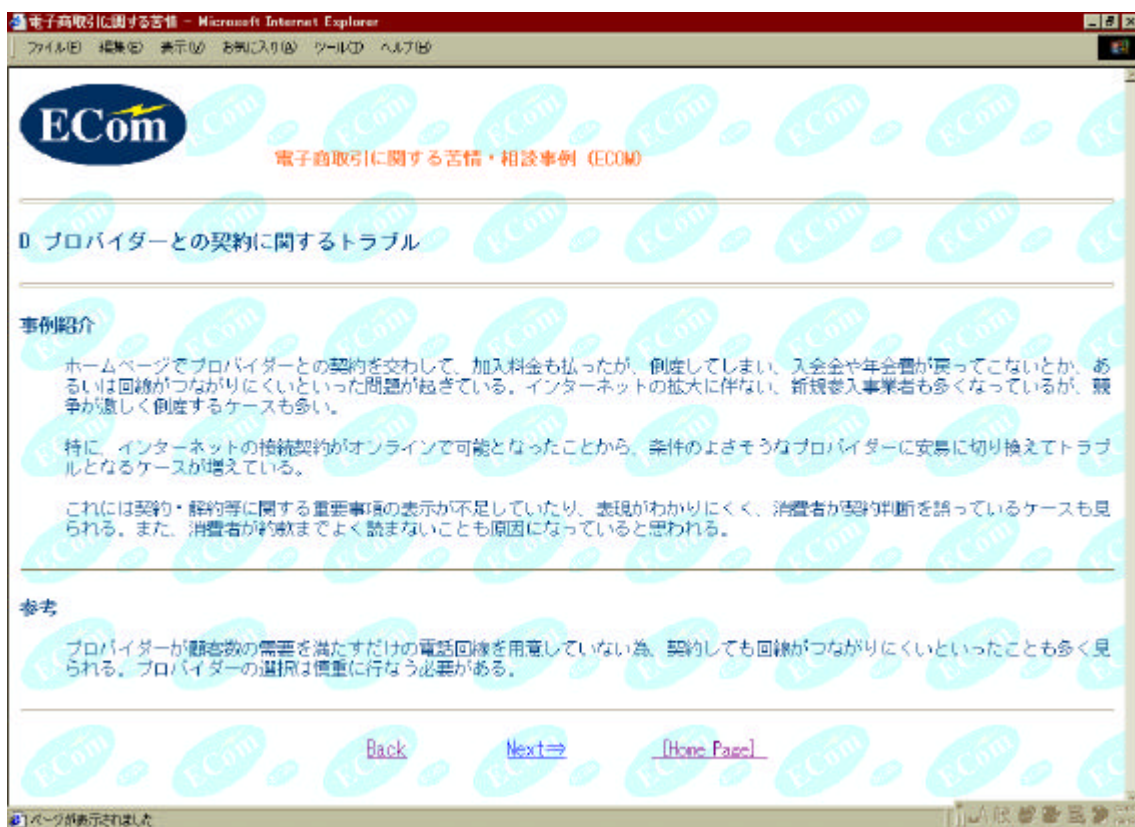 電子商取引に関する苦情 - Microsoft Internet Explorer
ファイル(F) 編集(E) 表示(V) お気に入り(A) ツール(T) ヘルプ(H)
ECom
電子商取引に関する苦情・相談事例 (ECOM)
D プロバイダーとの契約に関するトラブル
事例紹介
ホームページでプロバイダーとの契約を交わして、加入料金も払ったが、倒産してしまい、入会金や年会費が戻ってこないとか、あ
るいは回線がつながりにくいといった問題が起きている。インターネットの拡大に伴ない、新規参入事業者も多くなっているが、競
争が激しく倒産するケースも多い。
特に、インターネットの接続契約がオンラインで可能となったことから、条件のよさそうなプロバイダーに安易に切り換えてトラブ
ルとなるケースが増えている。
これには契約・解約等に関する重要事項の表示が不足していたり、表現がわかりにくく、消費者が契約判断を誤っているケースも見
られる。また、消費者が約款までよく読まないことも原因になっていると思われる。
参考
プロバイダーが顧客数の需要を満たすだけの電話回線を用意していない為、契約しても回線がつながりにくいといったことも多く見
られる。プロバイダーの選択は慎重に行なう必要がある。
Back Next⇒ [Home Page]
ページが表示されました